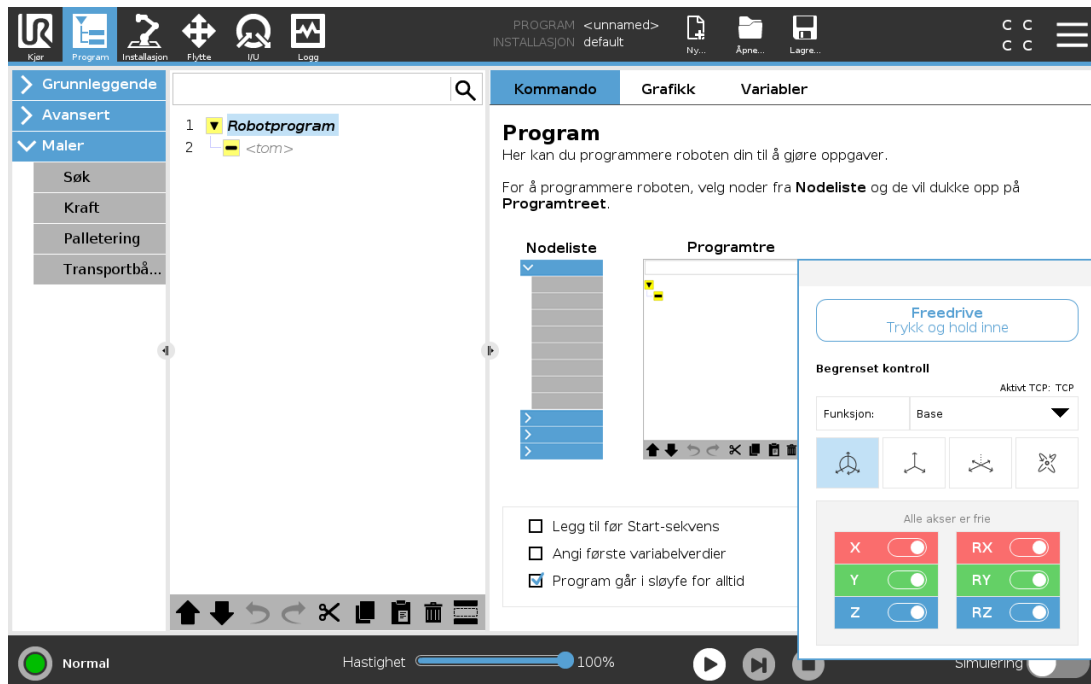 UR
PROGRAM <unnamed>
INSTALLASJON default
C C
C C
Kjør Program Installasjon Flytte I/U Logg Ny... Åpne... Lagre...
Grunnleggende
Avansert
Maler
Søk
Kraft
Palletering
Transportbå...
1 Robotprogram
2 <tom>
Kommando Grafikk Variabler
Program
Her kan du programmere roboten din til å gjøre oppgaver.
For å programmere roboten, velg noder fra Nodeliste og de vil dukke opp på
Programtreet.
Nodeliste Programtre
Legg til før Start-sekvens
Angi første variabelverdier
Program går i sløyfe for alltid
Freedrive
Trykk og hold inne
Begrenset kontroll
Aktivt TCP: TCP
Funksjon: Base
Alle akser er frie
X RX
Y RY
Z RZ
Normal Hastighet 100% Simulering